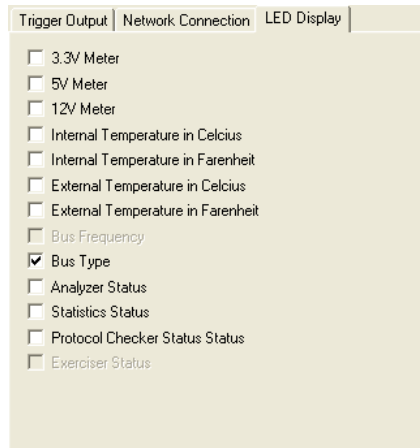 Trigger Output Network Connection LED Display
3.3V Meter
5V Meter
12V Meter
Internal Temperature in Celcius
Internal Temperature in Farenheit
External Temperature in Celcius
External Temperature in Farenheit
Bus Frequency
Bus Type
Analyzer Status
Statistics Status
Protocol Checker Status Status
Exerciser Status